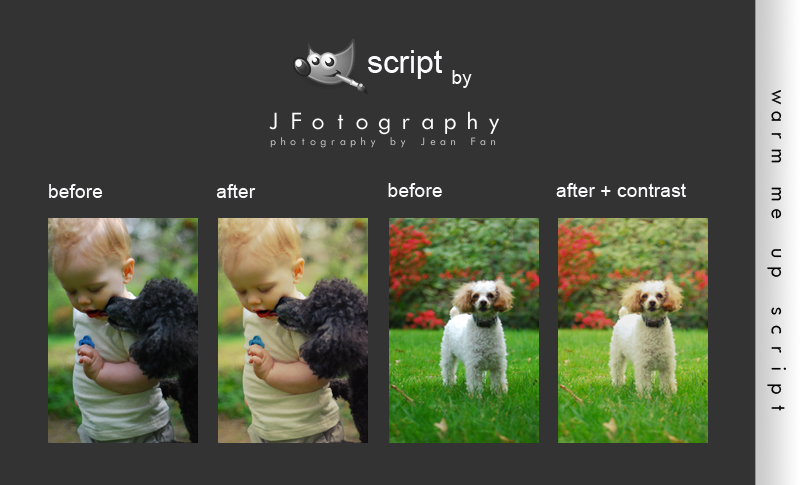 script by
JFotography
photography by Jean Fan
before
after
before
after + contrast
warm me up script